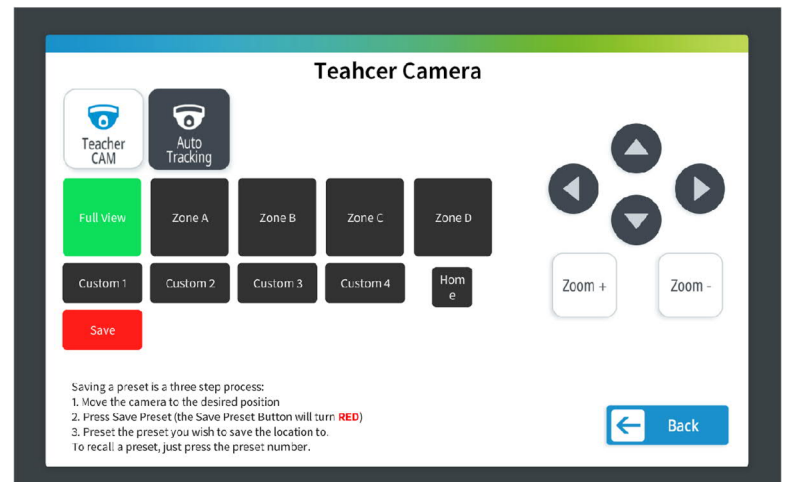 Teahcer Camera
Teacher
CAM
Auto
Tracking
Full View
Zone A
Zone B
Zone C
Zone D
Custom 1
Custom 2
Custom 3
Custom 4
Hom
e
Save
Zoom +
Zoom -
Saving a preset is a three step process:
1. Move the camera to the desired position
2. Press Save Preset (the Save Preset Button will turn RED)
3. Preset the preset you wish to save the location to.
To recall a preset, just press the preset number.
Back